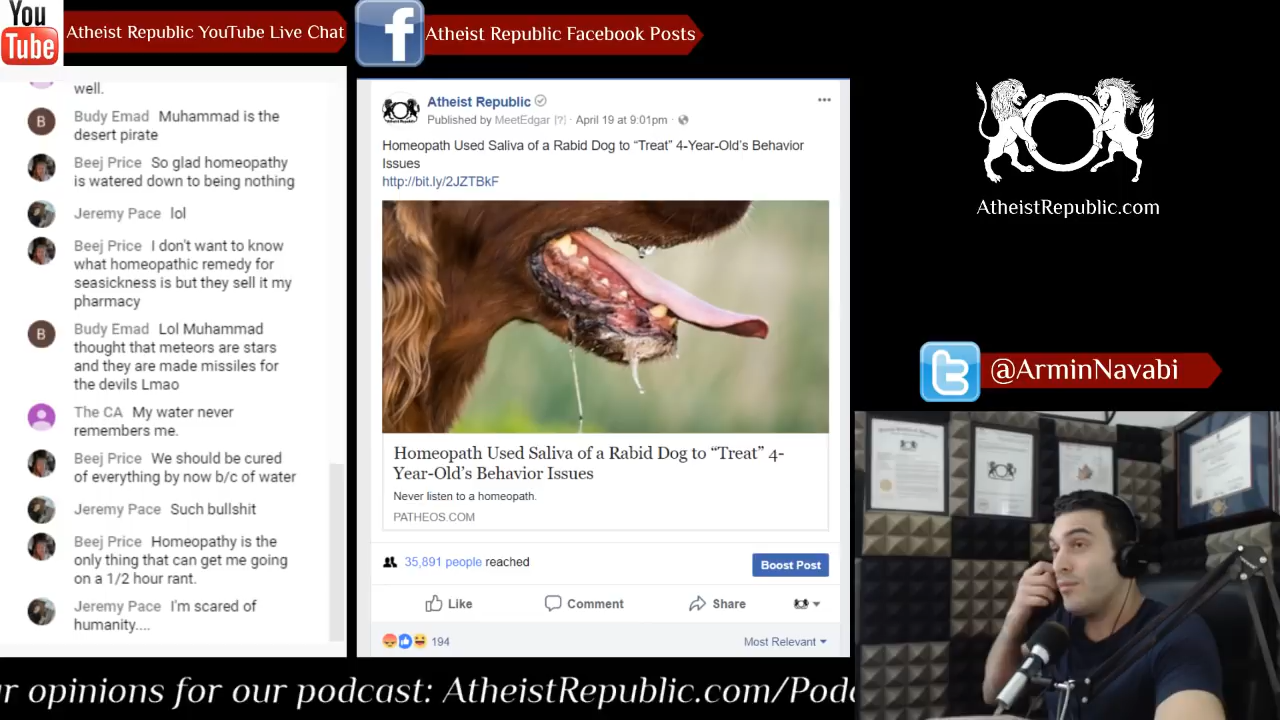 You
Tube
Atheist Republic YouTube Live Chat
Atheist Republic Facebook Posts
well.
Budy Emad Muhammad is the
desert pirate
Beej Price So glad homeopathy
is watered down to being nothing
Jeremy Pace lol
Beej Price I don't want to know
what homeopathic remedy for
seasickness is but they sell it my
pharmacy
Budy Emad Lol Muhammad
thought that meteors are stars
and they are made missiles for
the devils Lmao
The CA My water never
remembers me.
Beej Price We should be cured
of everything by now b/c of water
Jeremy Pace Such bullshit
Beej Price Homeopathy is the
only thing that can get me going
on a 1/2 hour rant.
Jeremy Pace I'm scared of
humanity....
B
B
f
Atheist Republic
Published by MeetEdgar [?] · April 19 at 9:01pm ·
Homeopath Used Saliva of a Rabid Dog to “Treat” 4-Year-Old’s Behavior
Issues
http://bit.ly/2JZTBkF
Homeopath Used Saliva of a Rabid Dog to “Treat” 4-
Year-Old’s Behavior Issues
Never listen to a homeopath.
PATHEOS.COM
35,891 people reached
Boost Post
Like Comment Share
194 Most Relevant
AtheistRepublic.com
@ArminNavabi
r opinions for our podcast: AtheistRepublic.com/Podc